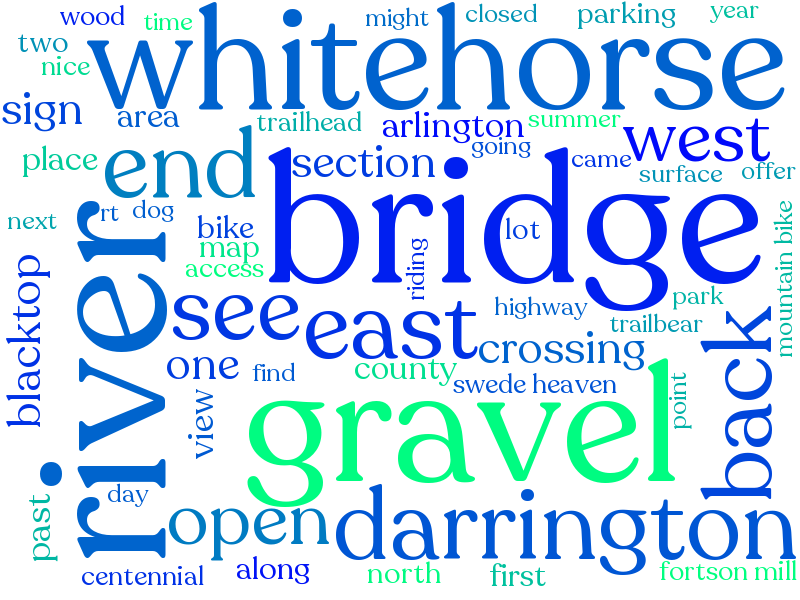 wood
time
might
closed
parking
year
two
nice
whitehorse
sign
area
trailhead
arlington
summer
west
place
end
section
going
came
surface
offer
next
rt
dog
bike
map
access
bridge
lot
riding
mountain bike
river
blacktop
see
east
highway
park
trailbear
crossing
one
find
county
swede heaven
back
view
gravel
point
past
day
open
darrington
centennial
along
north
first
fortson mill